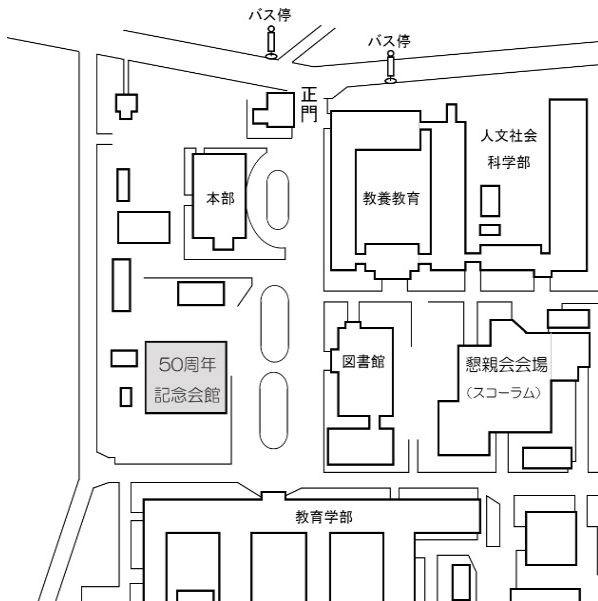 バス停
バス停
正門
人文社会
科学部
本部
教養教育
50周年
記念会館
図書館
懇親会会場
(スコーラム)
教育学部